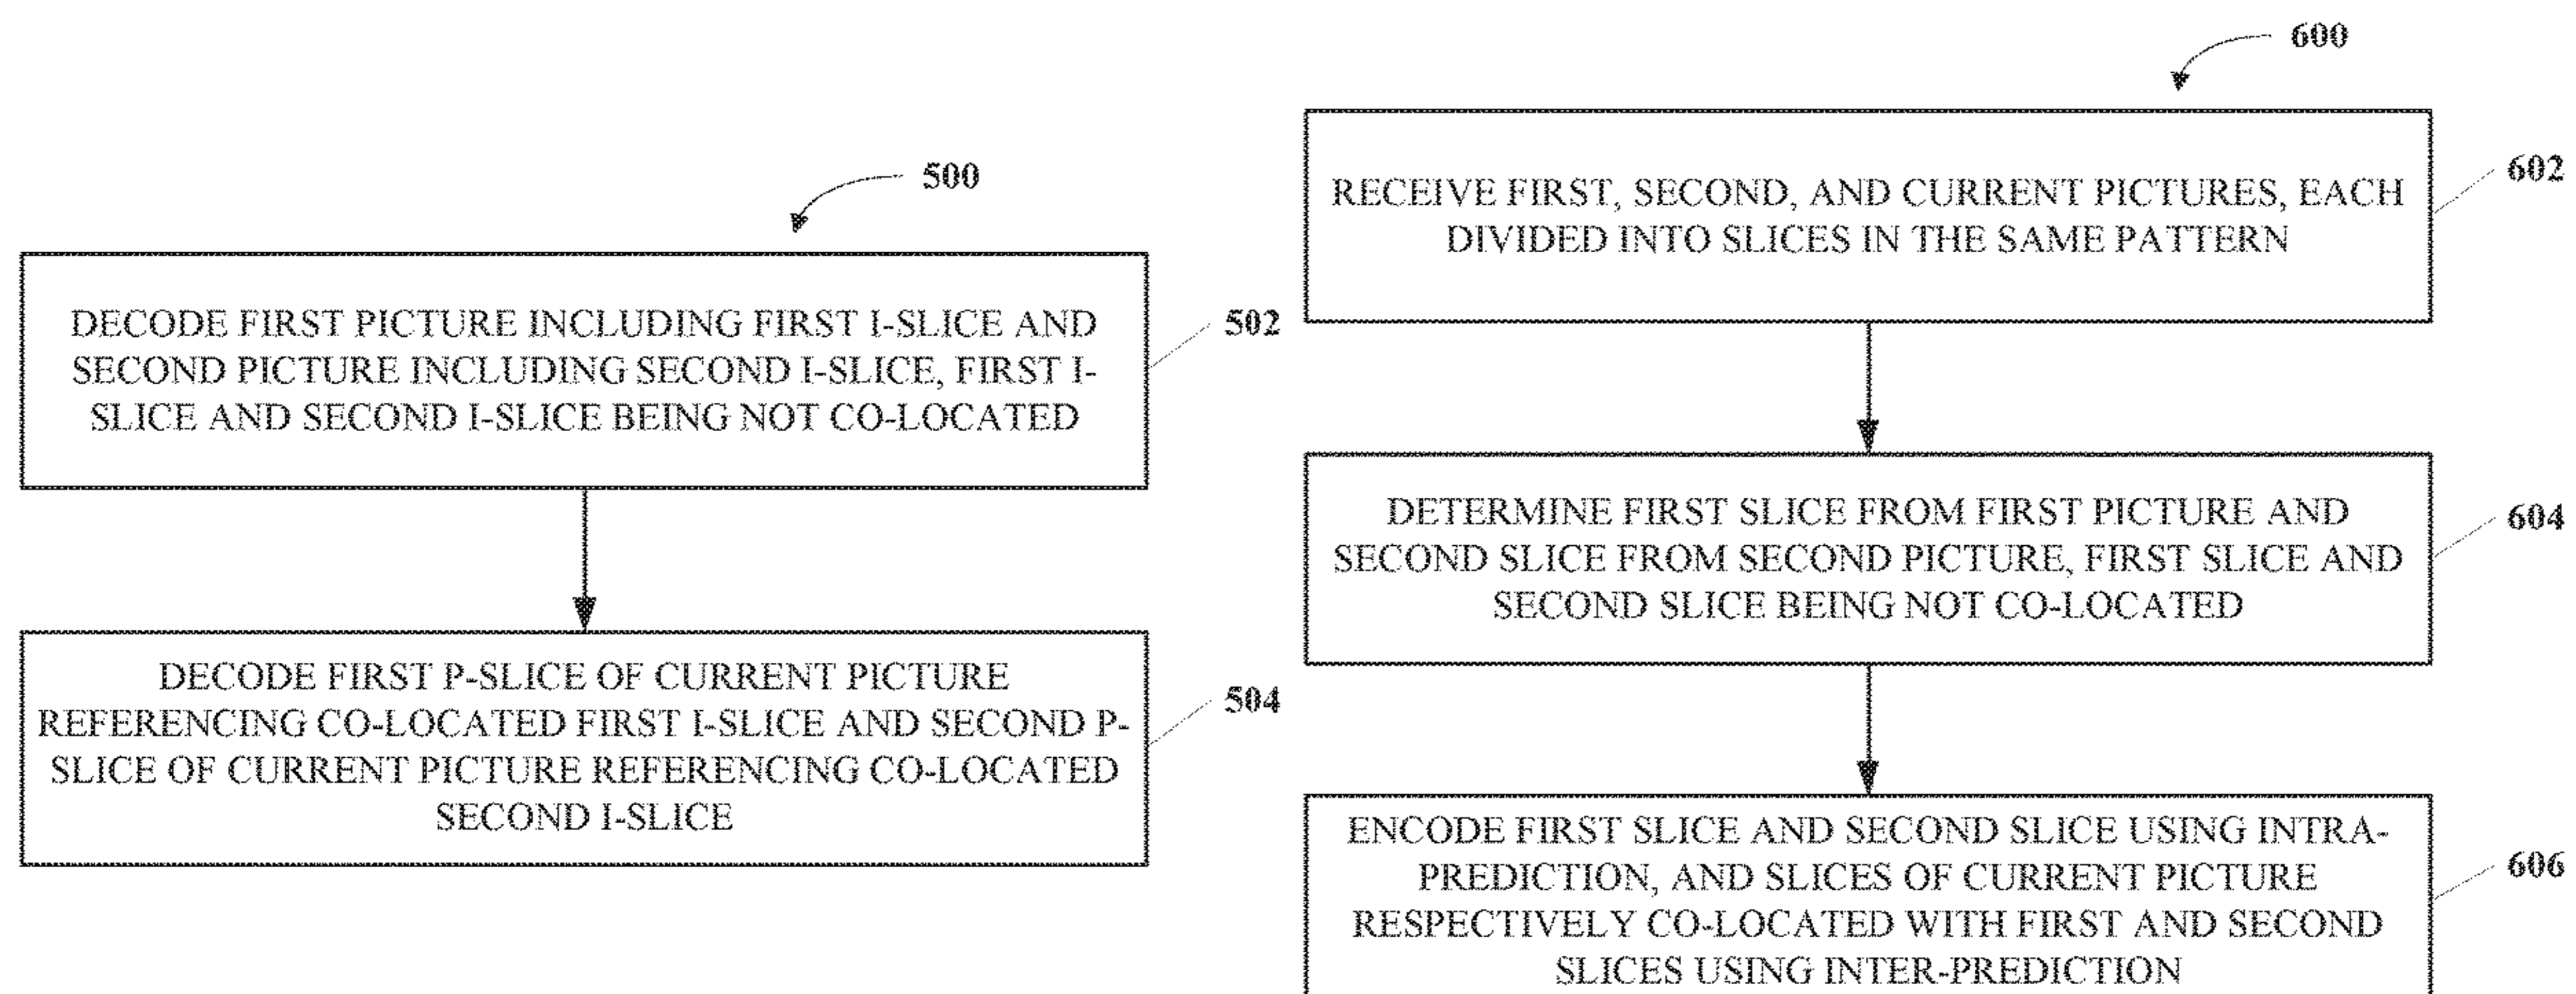 500
DECODE FIRST PICTURE INCLUDING FIRST I-SLICE AND
SECOND PICTURE INCLUDING SECOND I-SLICE, FIRST I-
SLICE AND SECOND I-SLICE BEING NOT CO-LOCATED
502
DECODE FIRST P-SLICE OF CURRENT PICTURE
REFERENCING CO-LOCATED FIRST I-SLICE AND SECOND P-
SLICE OF CURRENT PICTURE REFERENCING CO-LOCATED
SECOND I-SLICE
504
600
RECEIVE FIRST, SECOND, AND CURRENT PICTURES, EACH
DIVIDED INTO SLICES IN THE SAME PATTERN
602
DETERMINE FIRST SLICE FROM FIRST PICTURE AND
SECOND SLICE FROM SECOND PICTURE, FIRST SLICE AND
SECOND SLICE BEING NOT CO-LOCATED
604
ENCODE FIRST SLICE AND SECOND SLICE USING INTRA-
PREDICTION, AND SLICES OF CURRENT PICTURE
RESPECTIVELY CO-LOCATED WITH FIRST AND SECOND
SLICES USING INTER-PREDICTION
606